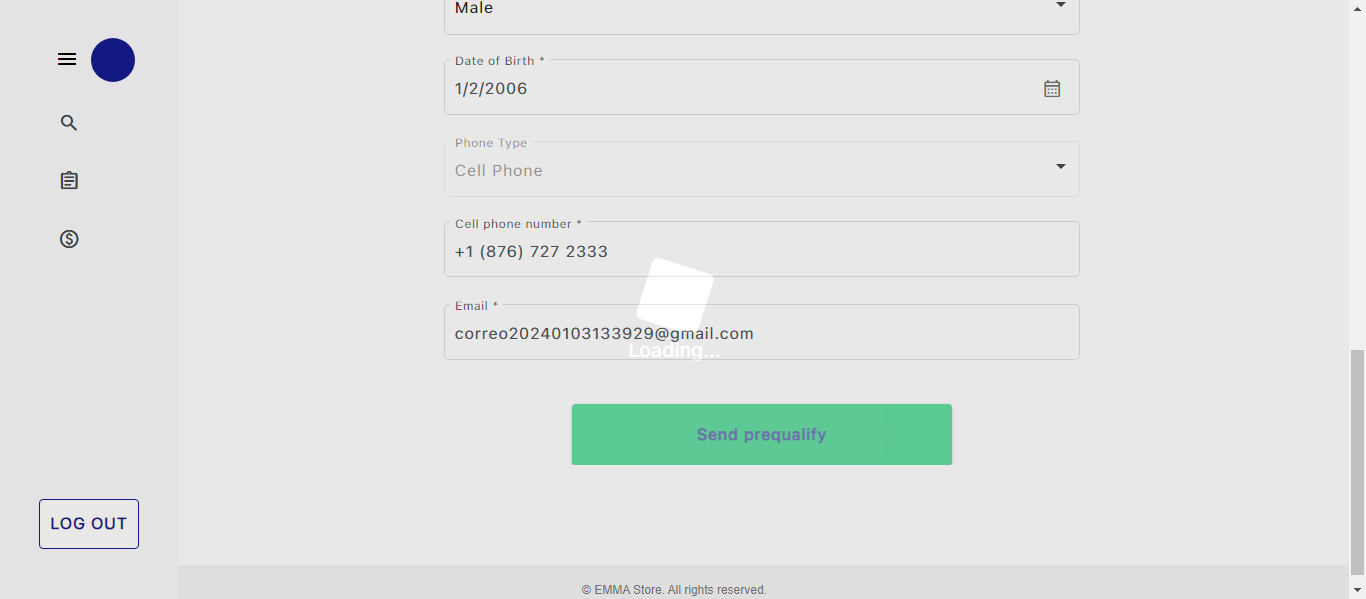 Male
Date of Birth *
1/2/2006
Phone Type
Cell Phone
Cell phone number *
+1 (876) 727 2333
Email *
correo20240103133929@gmail.com
Loading...
Send prequalify
LOG OUT
© EMMA Store. All rights reserved.